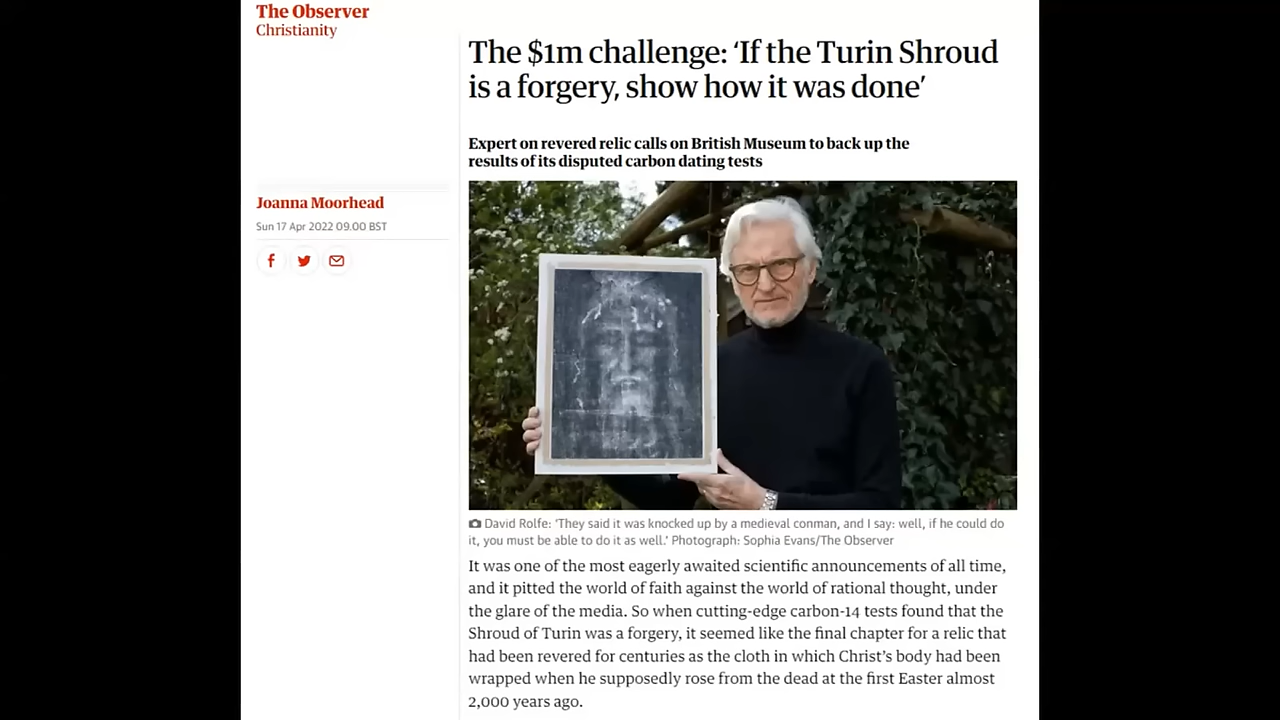 The Observer
Christianity
The $1m challenge: ‘If the Turin Shroud
is a forgery, show how it was done’
Expert on revered relic calls on British Museum to back up the
results of its disputed carbon dating tests
Joanna Moorhead
Sun 17 Apr 2022 09.00 BST
David Rolfe: ‘They said it was knocked up by a medieval conman, and I say: well, if he could do
it, you must be able to do it as well.’ Photograph: Sophia Evans/The Observer
It was one of the most eagerly awaited scientific announcements of all time,
and it pitted the world of faith against the world of rational thought, under
the glare of the media. So when cutting-edge carbon-14 tests found that the
Shroud of Turin was a forgery, it seemed like the final chapter for a relic that
had been revered for centuries as the cloth in which Christ’s body had been
wrapped when he supposedly rose from the dead at the first Easter almost
2,000 years ago.